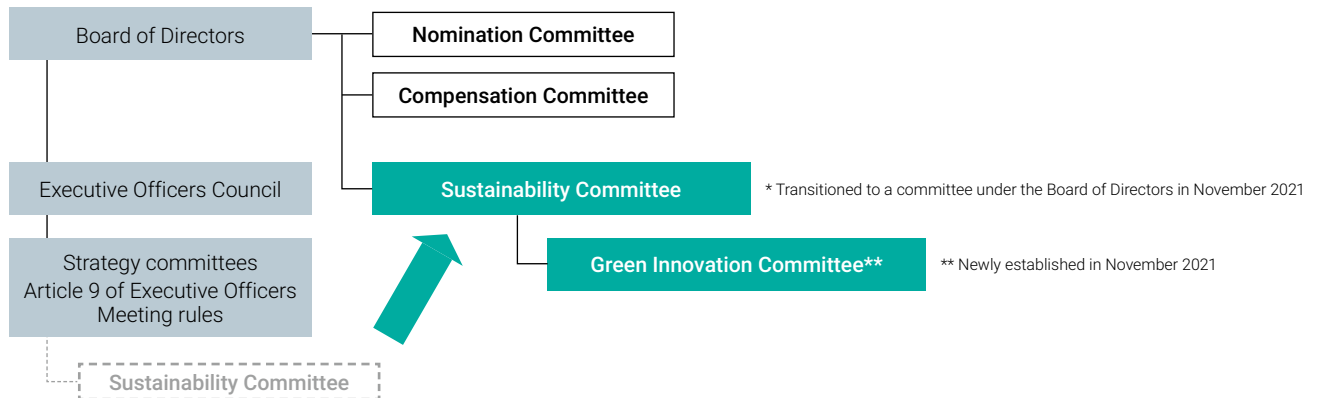 Board of Directors
Nomination Committee
Compensation Committee
Executive Officers Council
Sustainability Committee
* Transitioned to a committee under the Board of Directors in November 2021
Strategy committees
Article 9 of Executive Officers
Meeting rules
Green Innovation Committee**
** Newly established in November 2021
Sustainability Committee